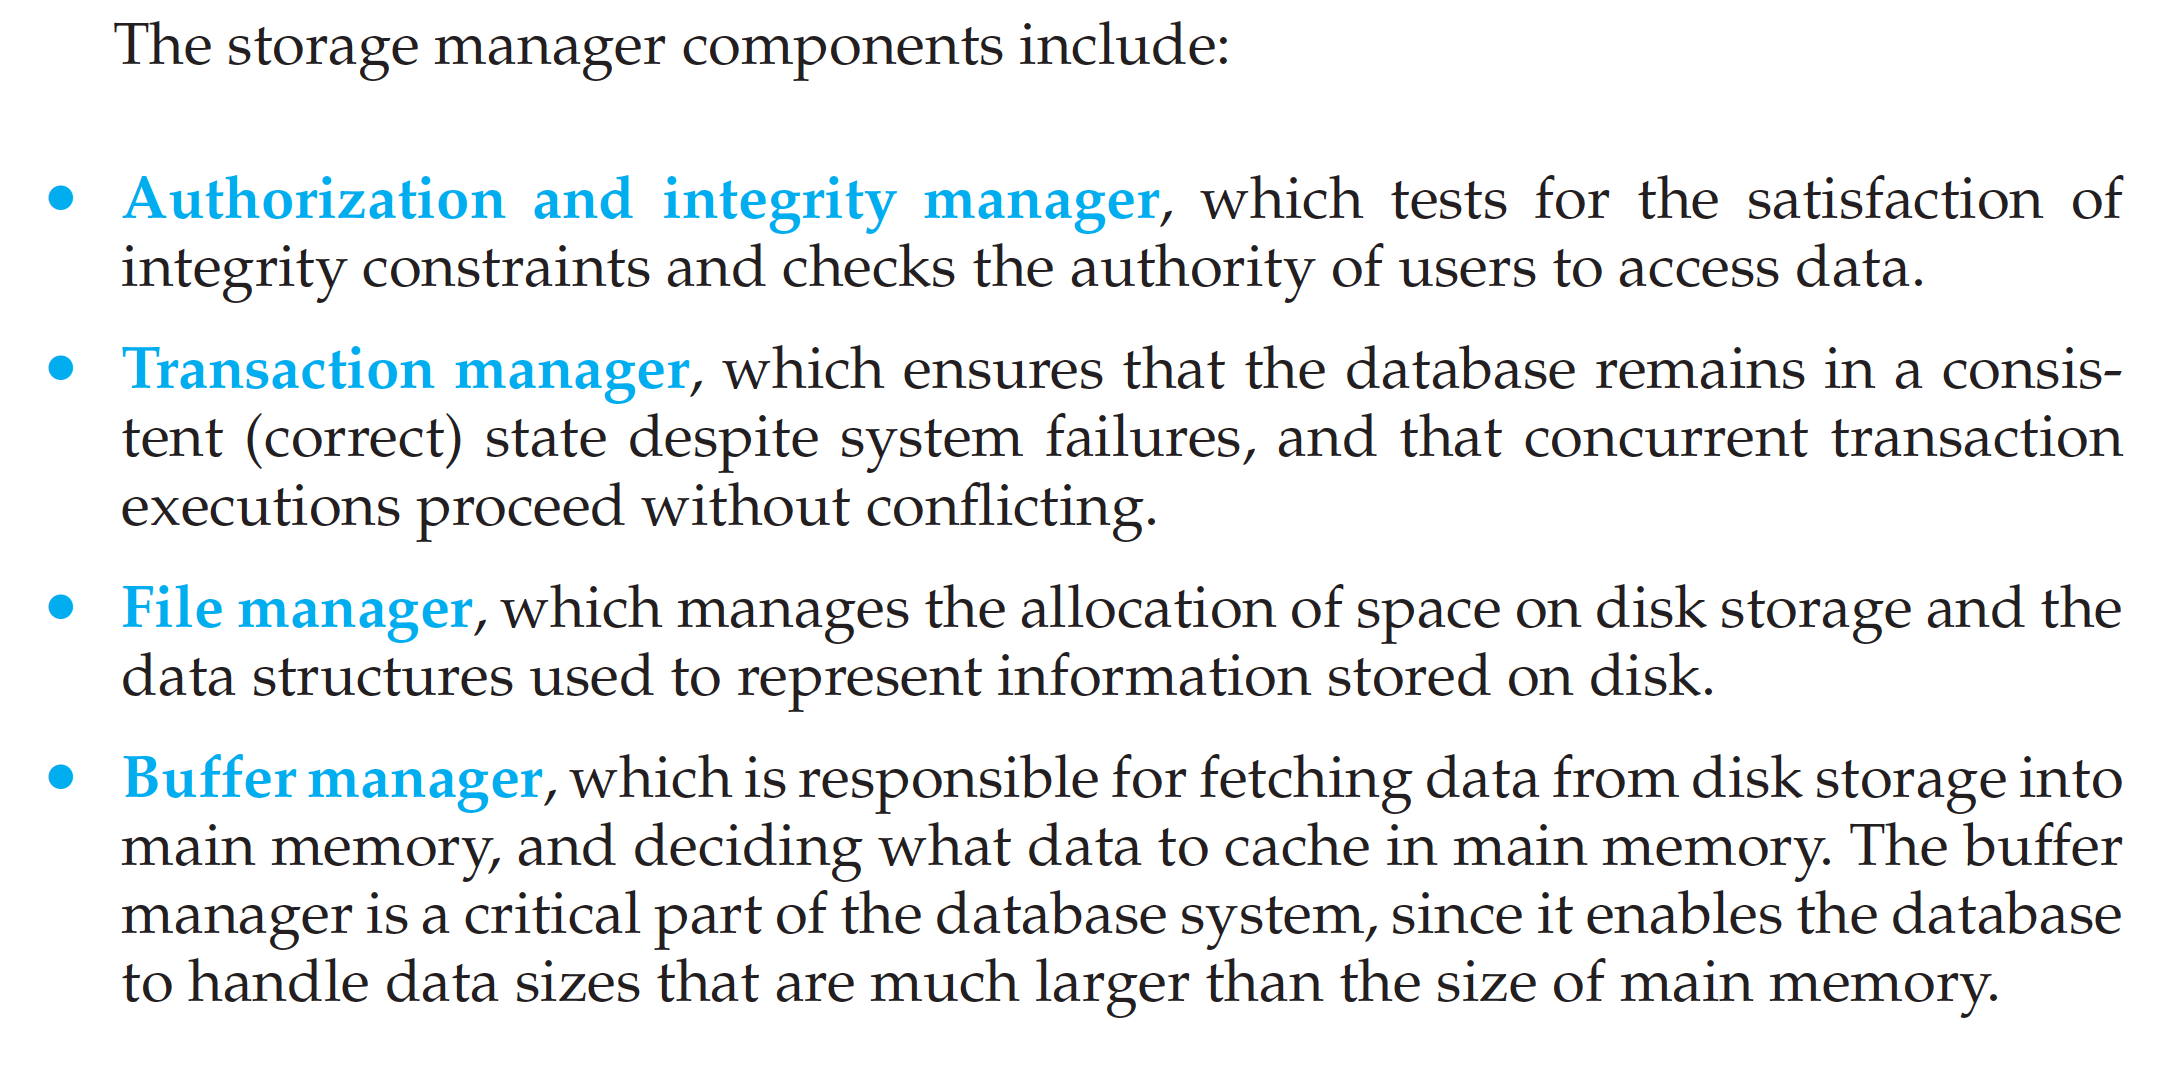 The storage manager components include:
• Authorization and integrity manager, which tests for the satisfaction of
integrity constraints and checks the authority of users to access data.
• Transaction manager, which ensures that the database remains in a consis-
tent (correct) state despite system failures, and that concurrent transaction
executions proceed without conflicting.
• File manager, which manages the allocation of space on disk storage and the
data structures used to represent information stored on disk.
• Buffer manager, which is responsible for fetching data from disk storage into
main memory, and deciding what data to cache in main memory. The buffer
manager is a critical part of the database system, since it enables the database
to handle data sizes that are much larger than the size of main memory.